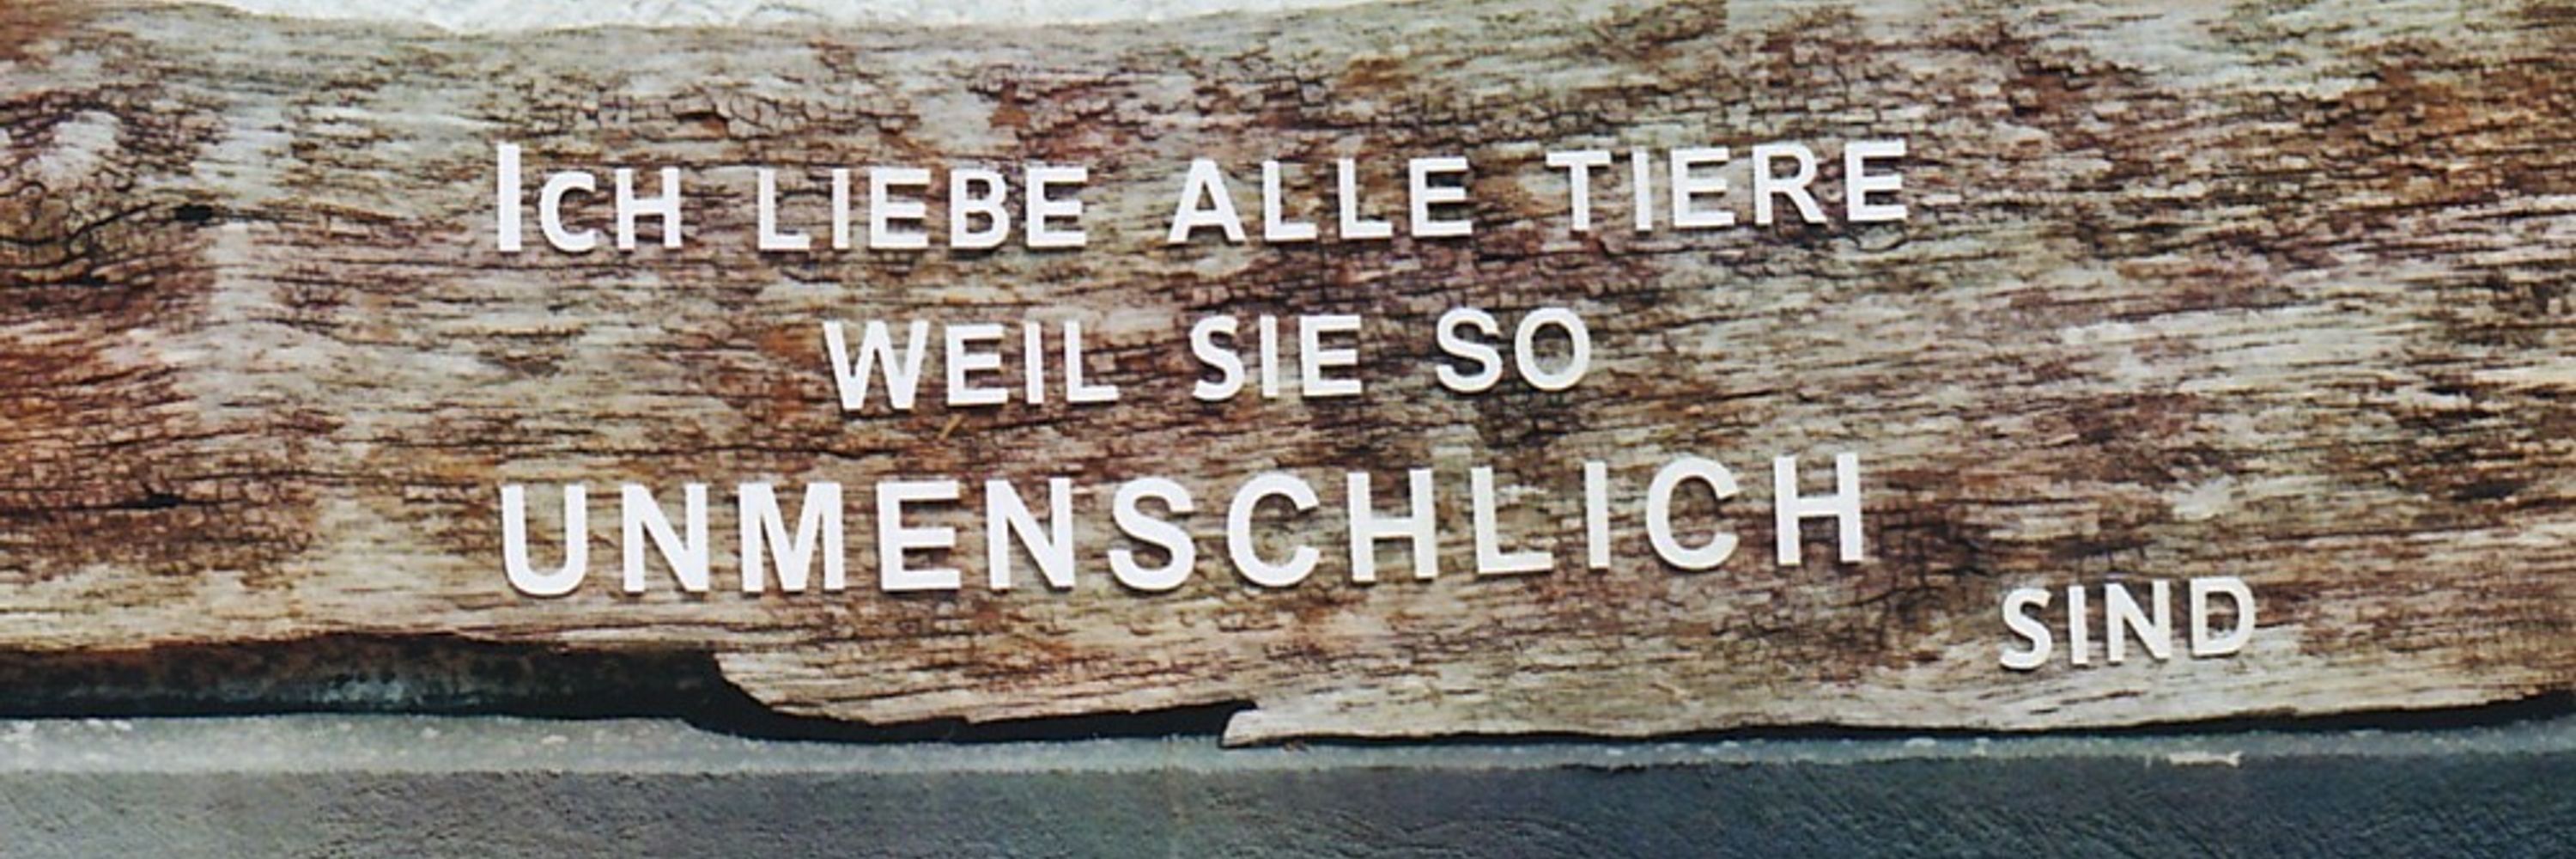 Ich LIEBE ALLE TIERE
WEIL SIE SO
UNMENSCHLICH
SIND